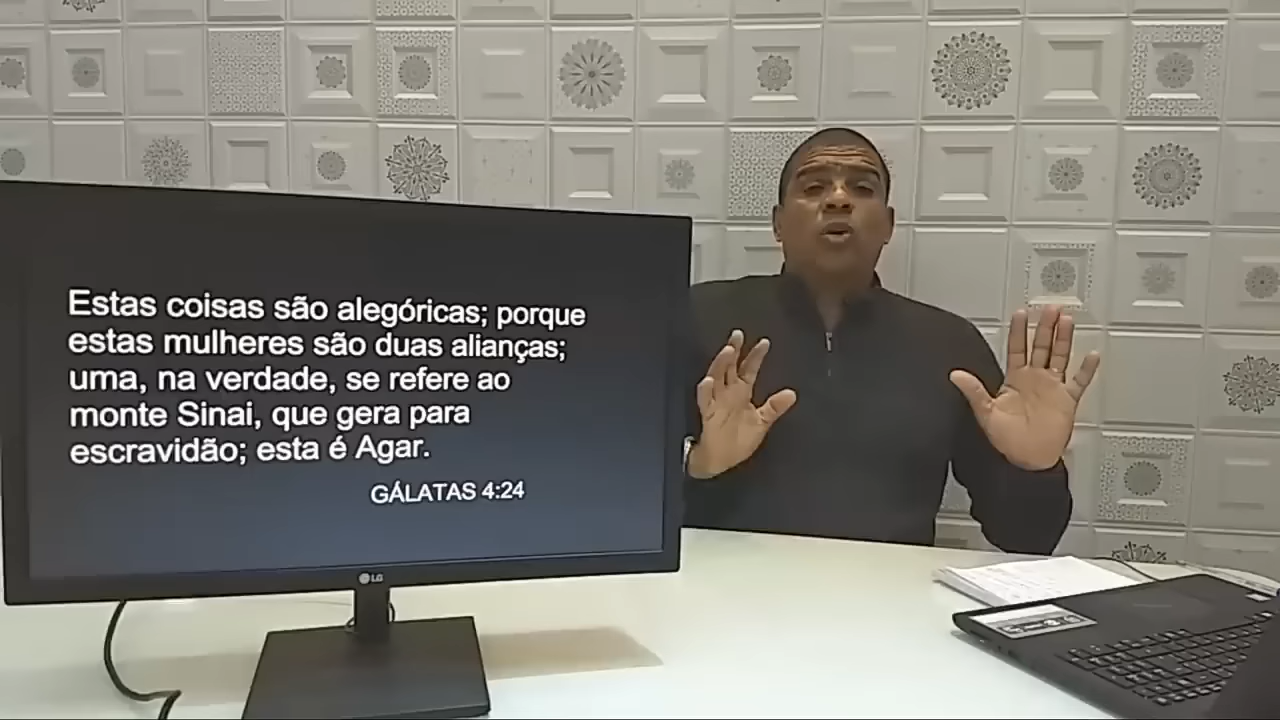 Estas coisas são alegóricas; porque
estas mulheres são duas alianças;
uma, na verdade, se refere ao
monte Sinai, que gera para
escravidão; esta é Agar.
GÁLATAS 4:24
LG